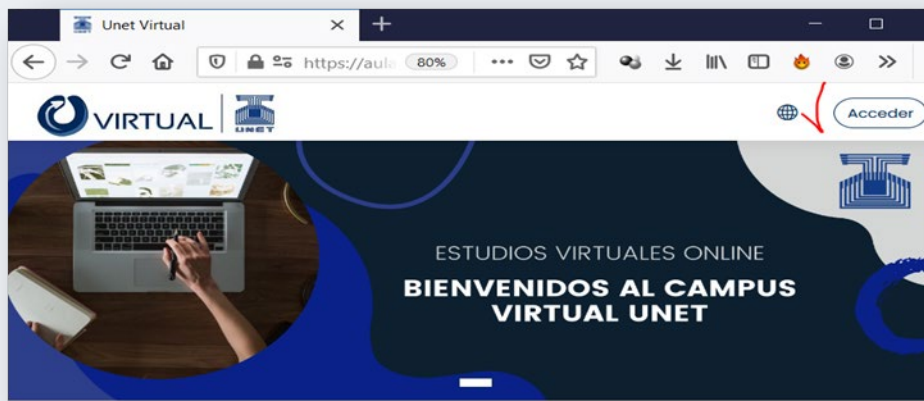 Unet Virtual
https://aula 80%
VIRTUAL UNET
Acceder
ESTUDIOS VIRTUALES ONLINE
BIENVENIDOS AL CAMPUS
VIRTUAL UNET